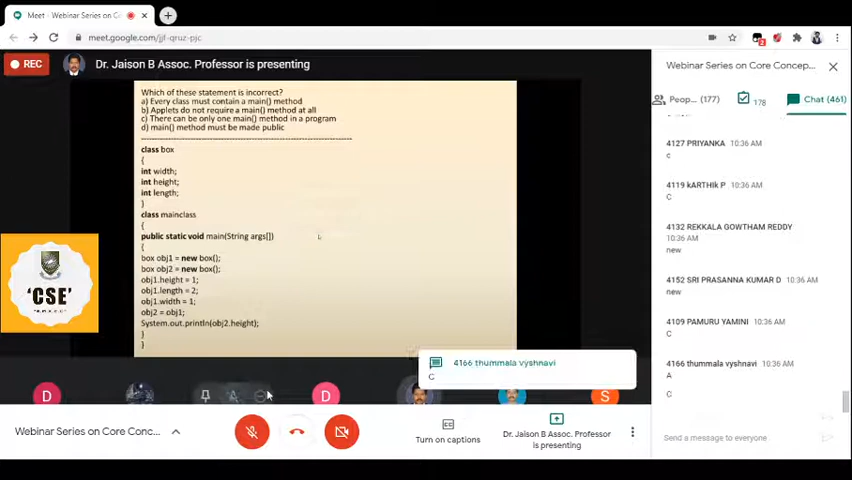 Meet - Webinar Series on Core C
meet.google.com/jjf-qruz-pjc
2
REC
Dr. Jaison B Assoc. Professor is presenting
Which of these statement is incorrect?
a) Every class must contain a main() method
b) Applets do not require a main() method at all
c) There can be only one main() method in a program
d) main() method must be made public
class box
{
int width;
int height;
int length;
}
class mainclass
{
public static void main(String args[])
{
box obj1 = new box();
box obj2 = new box();
obj1.height = 1;
obj1.length = 2;
obj1.width = 1;
obj2 = obj1;
System.out.println(obj2.height);
}
}
'CSE'
4166 thummala vyshnavi
C
D
D
S
Webinar Series on Core Conc...
Turn on captions
Dr. Jaison B Assoc. Professor
is presenting
Webinar Series on Core Concep...
Peop... (177)
178
Chat (461)
4127 PRIYANKA 10:36 AM
c
4119 kARTHIk P 10:36 AM
C
4132 REKKALA GOWTHAM REDDY
10:36 AM
new
4152 SRI PRASANNA KUMAR D 10:36 AM
new
4109 PAMURU YAMINI 10:36 AM
C
4166 thummala vyshnavi 10:36 AM
A
C
Send a message to everyone